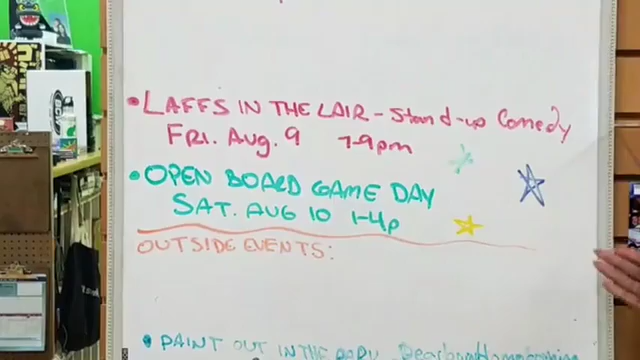 • LAFFS IN THE LAIR - Stand-up Comedy
FRI. AUG. 9 7-9pm
• OPEN BOARD GAME DAY
SAT. AUG 10 1-4p
OUTSIDE EVENTS:
• PAINT OUT IN THE